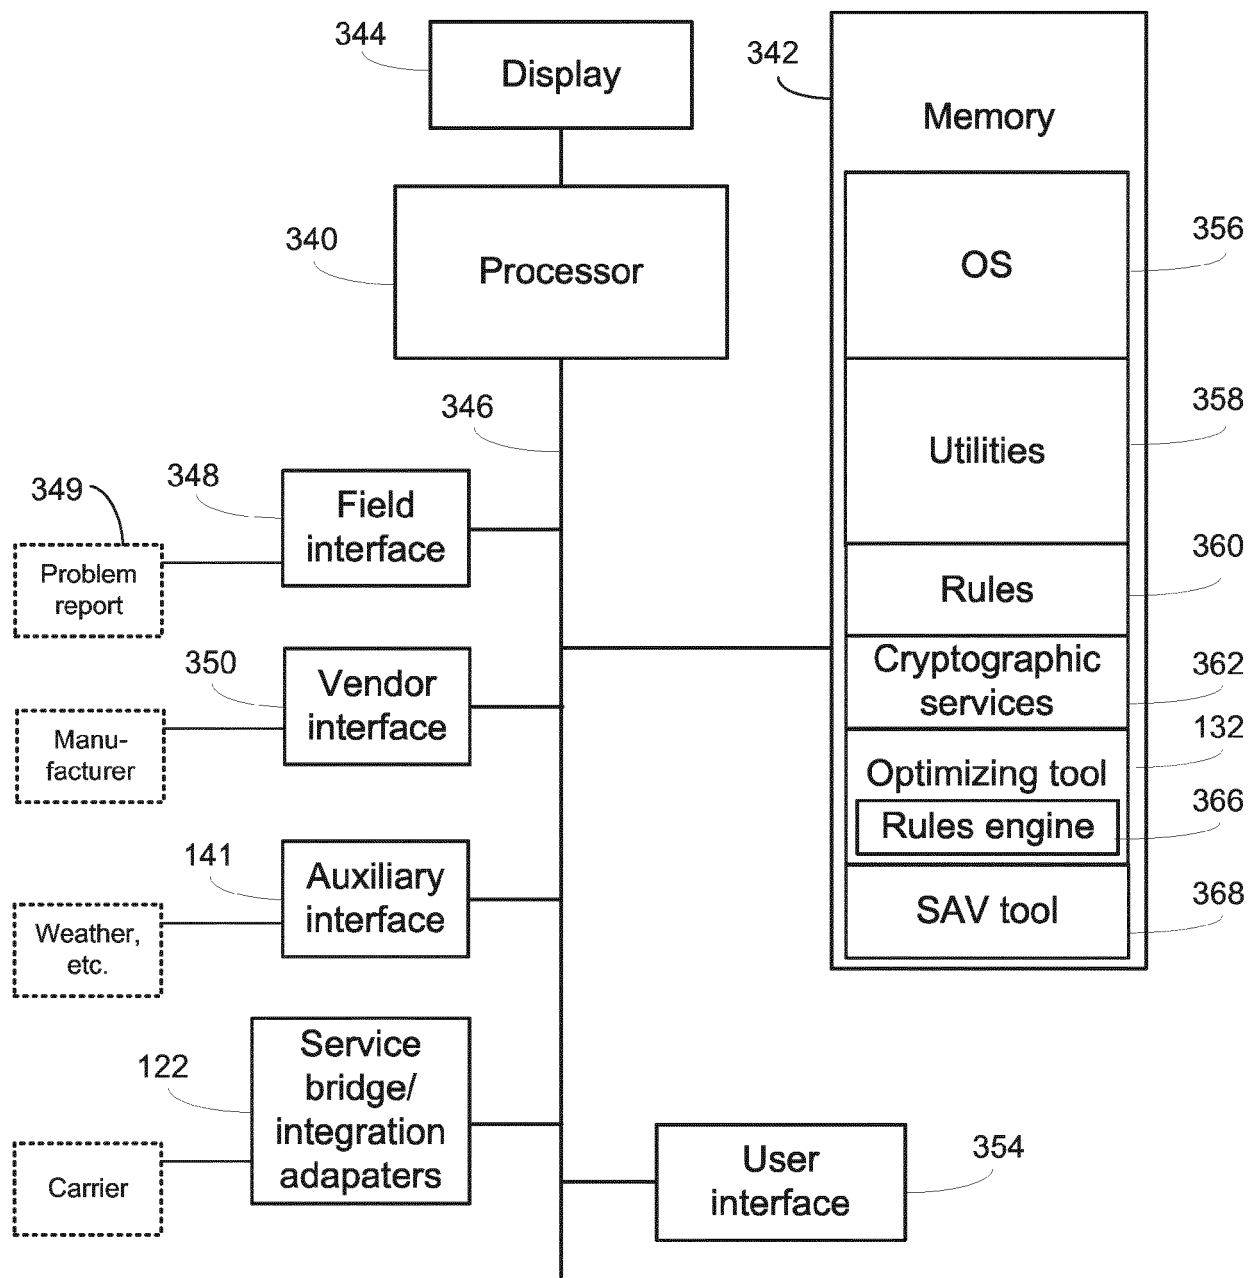 344
Display
342
Memory
340
Processor
356
OS
346
358
Utilities
349
348
Field
interface
Problem
report
360
Rules
350
Vendor
interface
362
Cryptographic
services
Manu-
facturer
132
Optimizing tool
366
Rules engine
141
Auxiliary
interface
368
SAV tool
Weather,
etc.
122
Service
bridge/
integration
adapaters
Carrier
User
interface
354